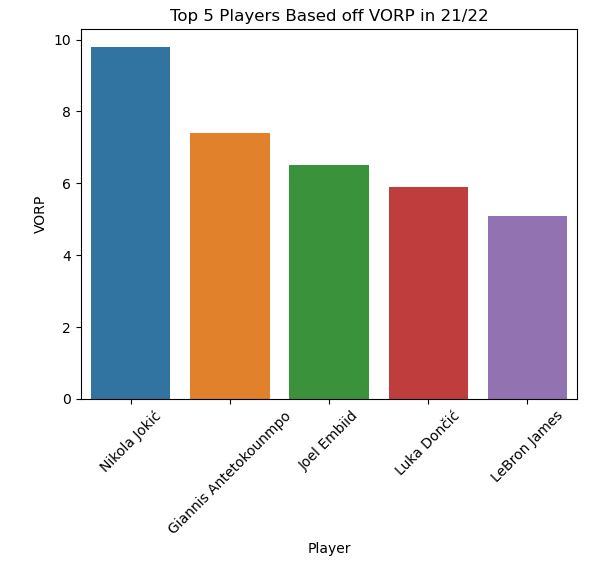 Top 5 Players Based off VORP in 21/22
10
8
6
4
2
0
VORP
Nikola Jokić
Giannis Antetokounmpo
Joel Embiid
Luka Dončić
LeBron James
Player